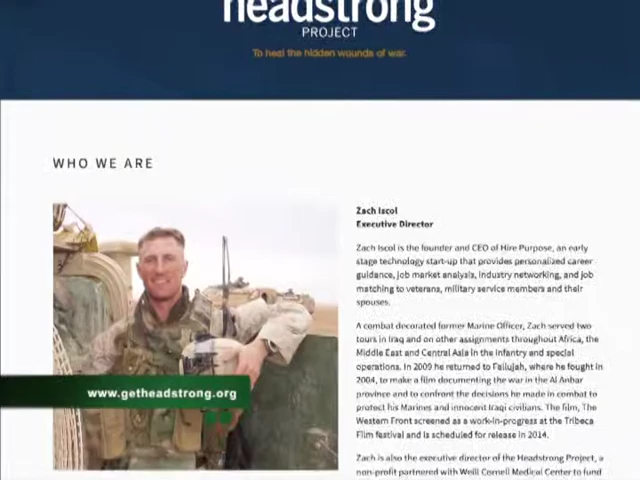 headstrong
PROJECT
To heal the hidden wounds of war.
WHO WE ARE
Zach Iscol
Executive Director
Zach Iscol is the founder and CEO of Hire Purpose, an early
stage technology start-up that provides personalized career
guidance, job market analysis, industry networking, and job
matching to veterans, military service members and their
spouses.
A combat decorated former Marine Officer, Zach served two
tours in Iraq and on other assignments throughout Africa, the
Middle East and Central Asia in the infantry and special
operations. In 2009 he returned to Fallujah, where he fought in
2004, to make a film documenting the war in the Al Anbar
province and to confront the decisions he made in combat to
protect his Marines and innocent Iraqi civilians. The film, The
Western Front screened as a work-in-progress at the Tribeca
Film festival and is scheduled for release in 2014.
Zach is also the executive director of the Headstrong Project, a
non-profit partnered with Weill Cornell Medical Center to fund
www.getheadstrong.org